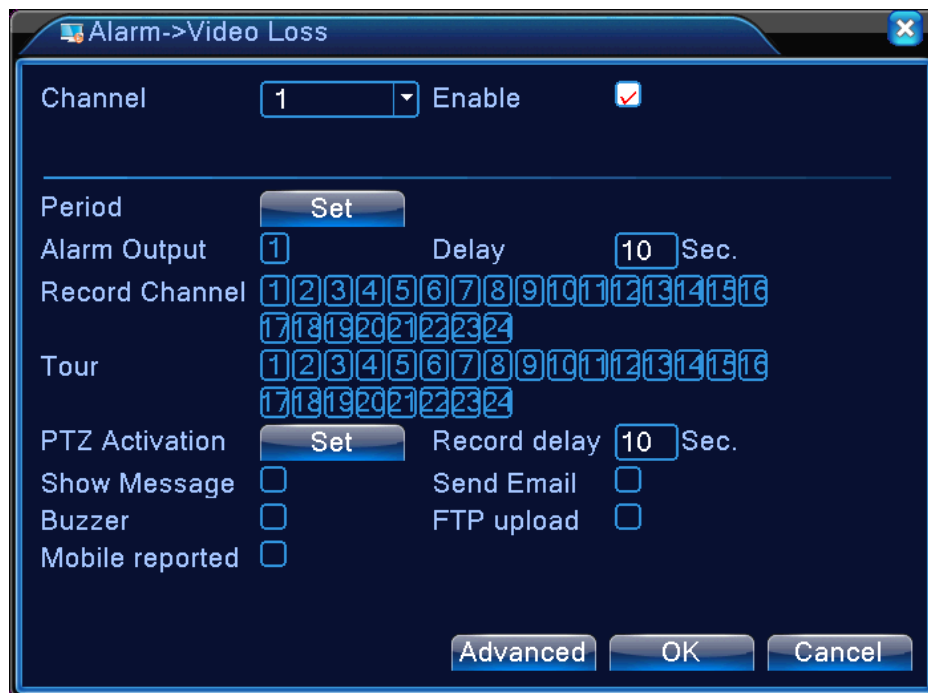 Alarm->Video Loss
Channel 1 Enable
Period Set
Alarm Output 1 Delay 10 Sec.
Record Channel 1 2 3 4 5 6 7 8 9 10 11 12 13 14 15 16
17 18 19 20 21 22 23 24
Tour 1 2 3 4 5 6 7 8 9 10 11 12 13 14 15 16
17 18 19 20 21 22 23 24
PTZ Activation Set Record delay 10 Sec.
Show Message Send Email
Buzzer FTP upload
Mobile reported
Advanced OK Cancel